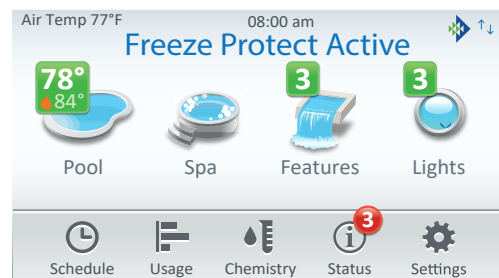 Air Temp 77°F
08:00 am
Freeze Protect Active
78°
84°
3
3
Pool
Spa
Features
Lights
3
Schedule
Usage
Chemistry
Status
Settings